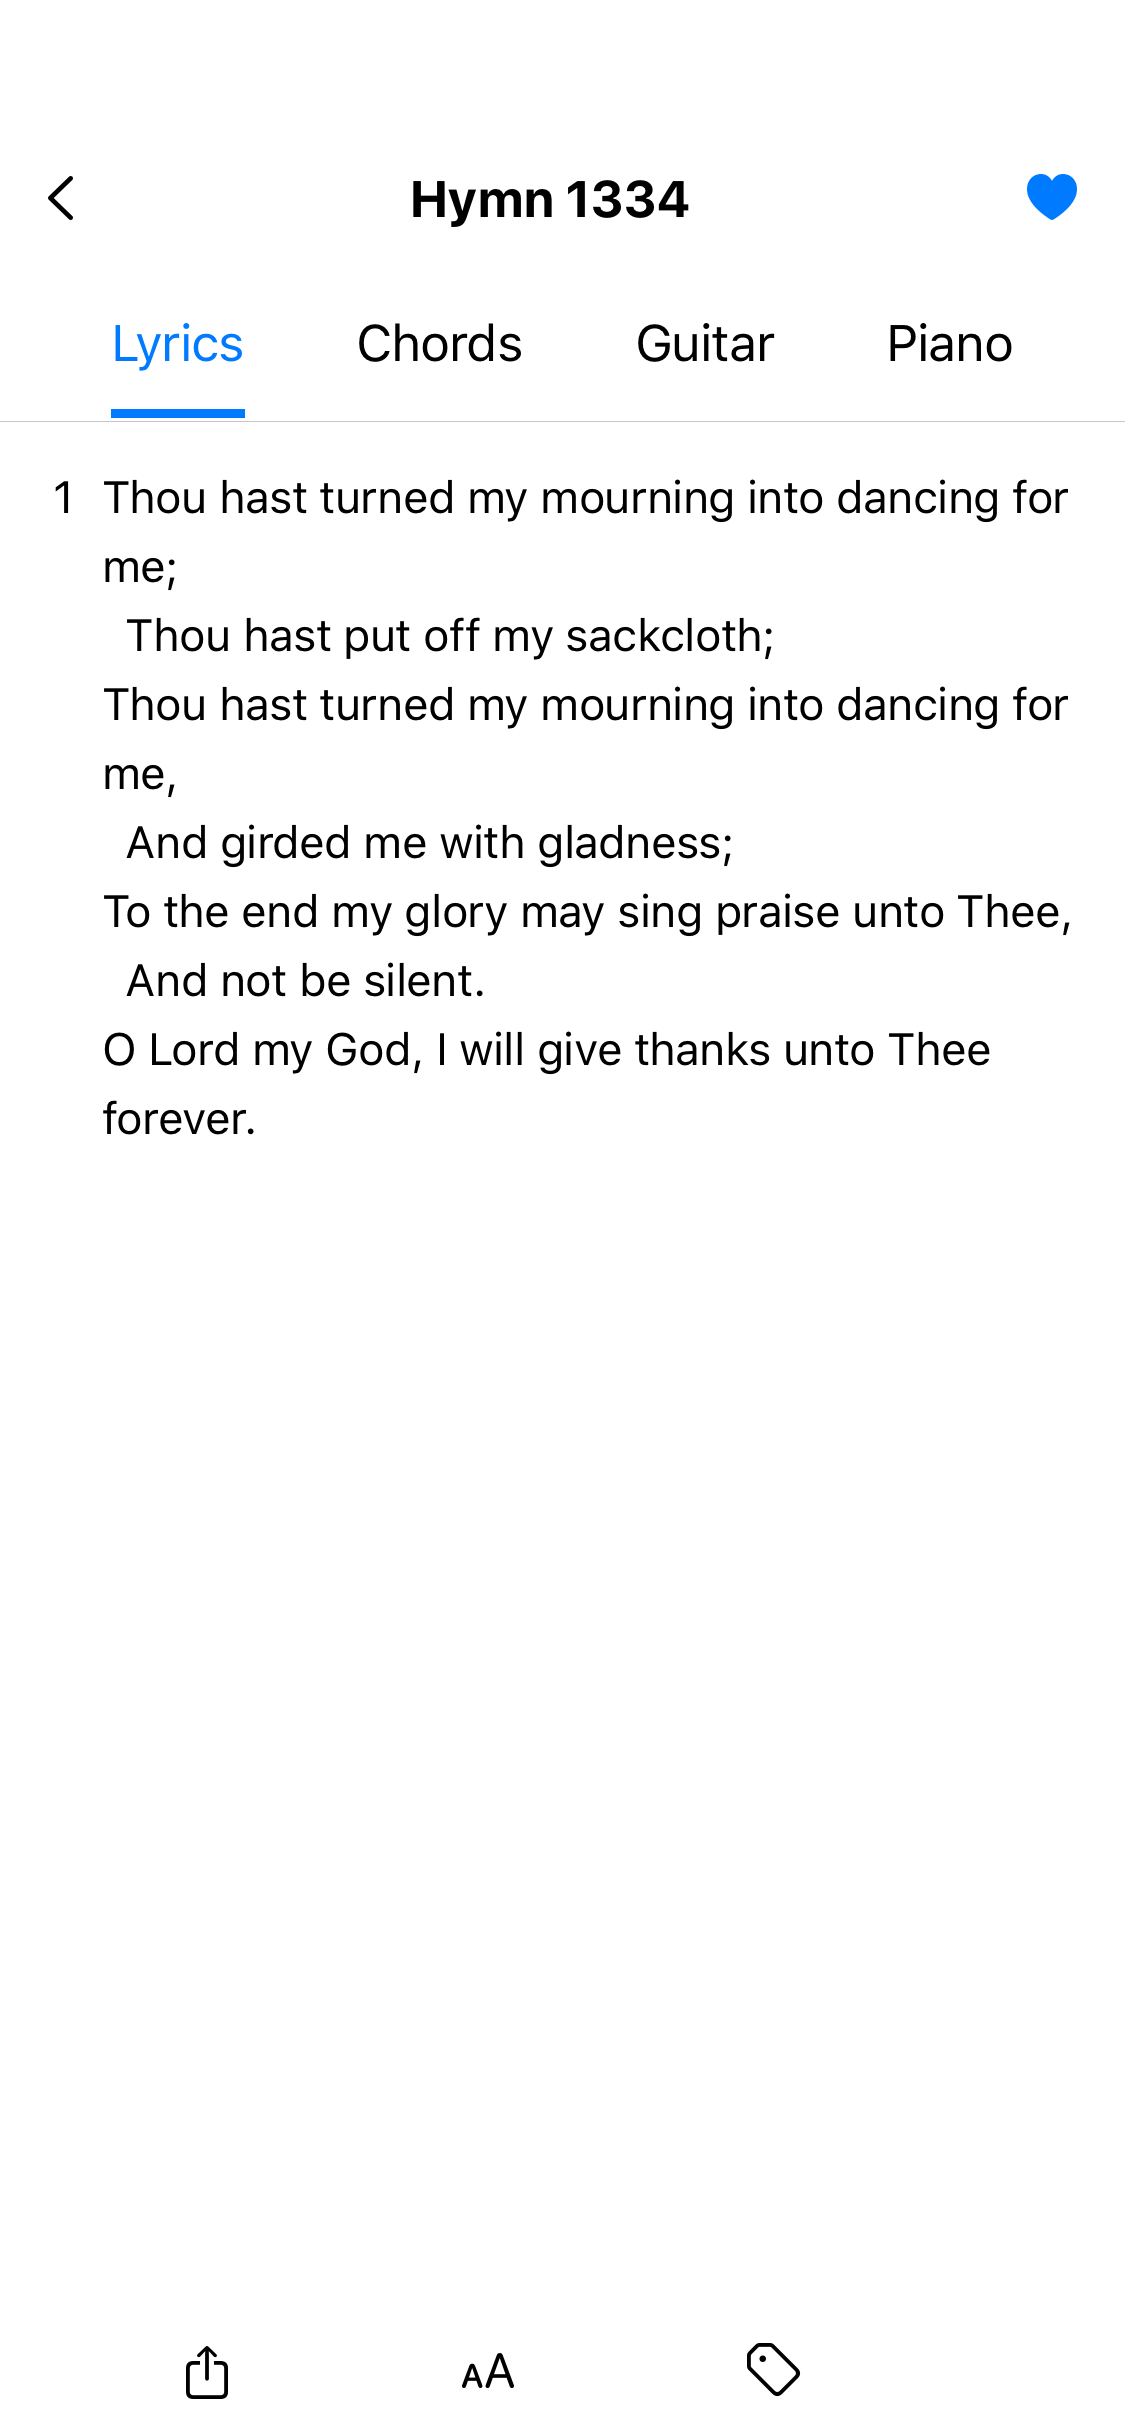 Hymn 1334
Lyrics Chords Guitar Piano
1 Thou hast turned my mourning into dancing for
me;
Thou hast put off my sackcloth;
Thou hast turned my mourning into dancing for
me,
And girded me with gladness;
To the end my glory may sing praise unto Thee,
And not be silent.
O Lord my God, I will give thanks unto Thee
forever.
AA